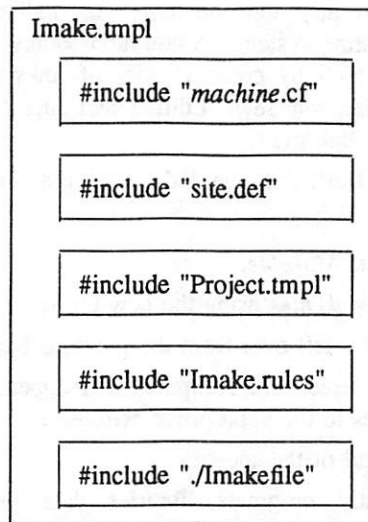 Imake.tmpl
#include "machine.cf"
#include "site.def"
#include "Project.tmpl"
#include "Imake.rules"
#include "./Imakefile"